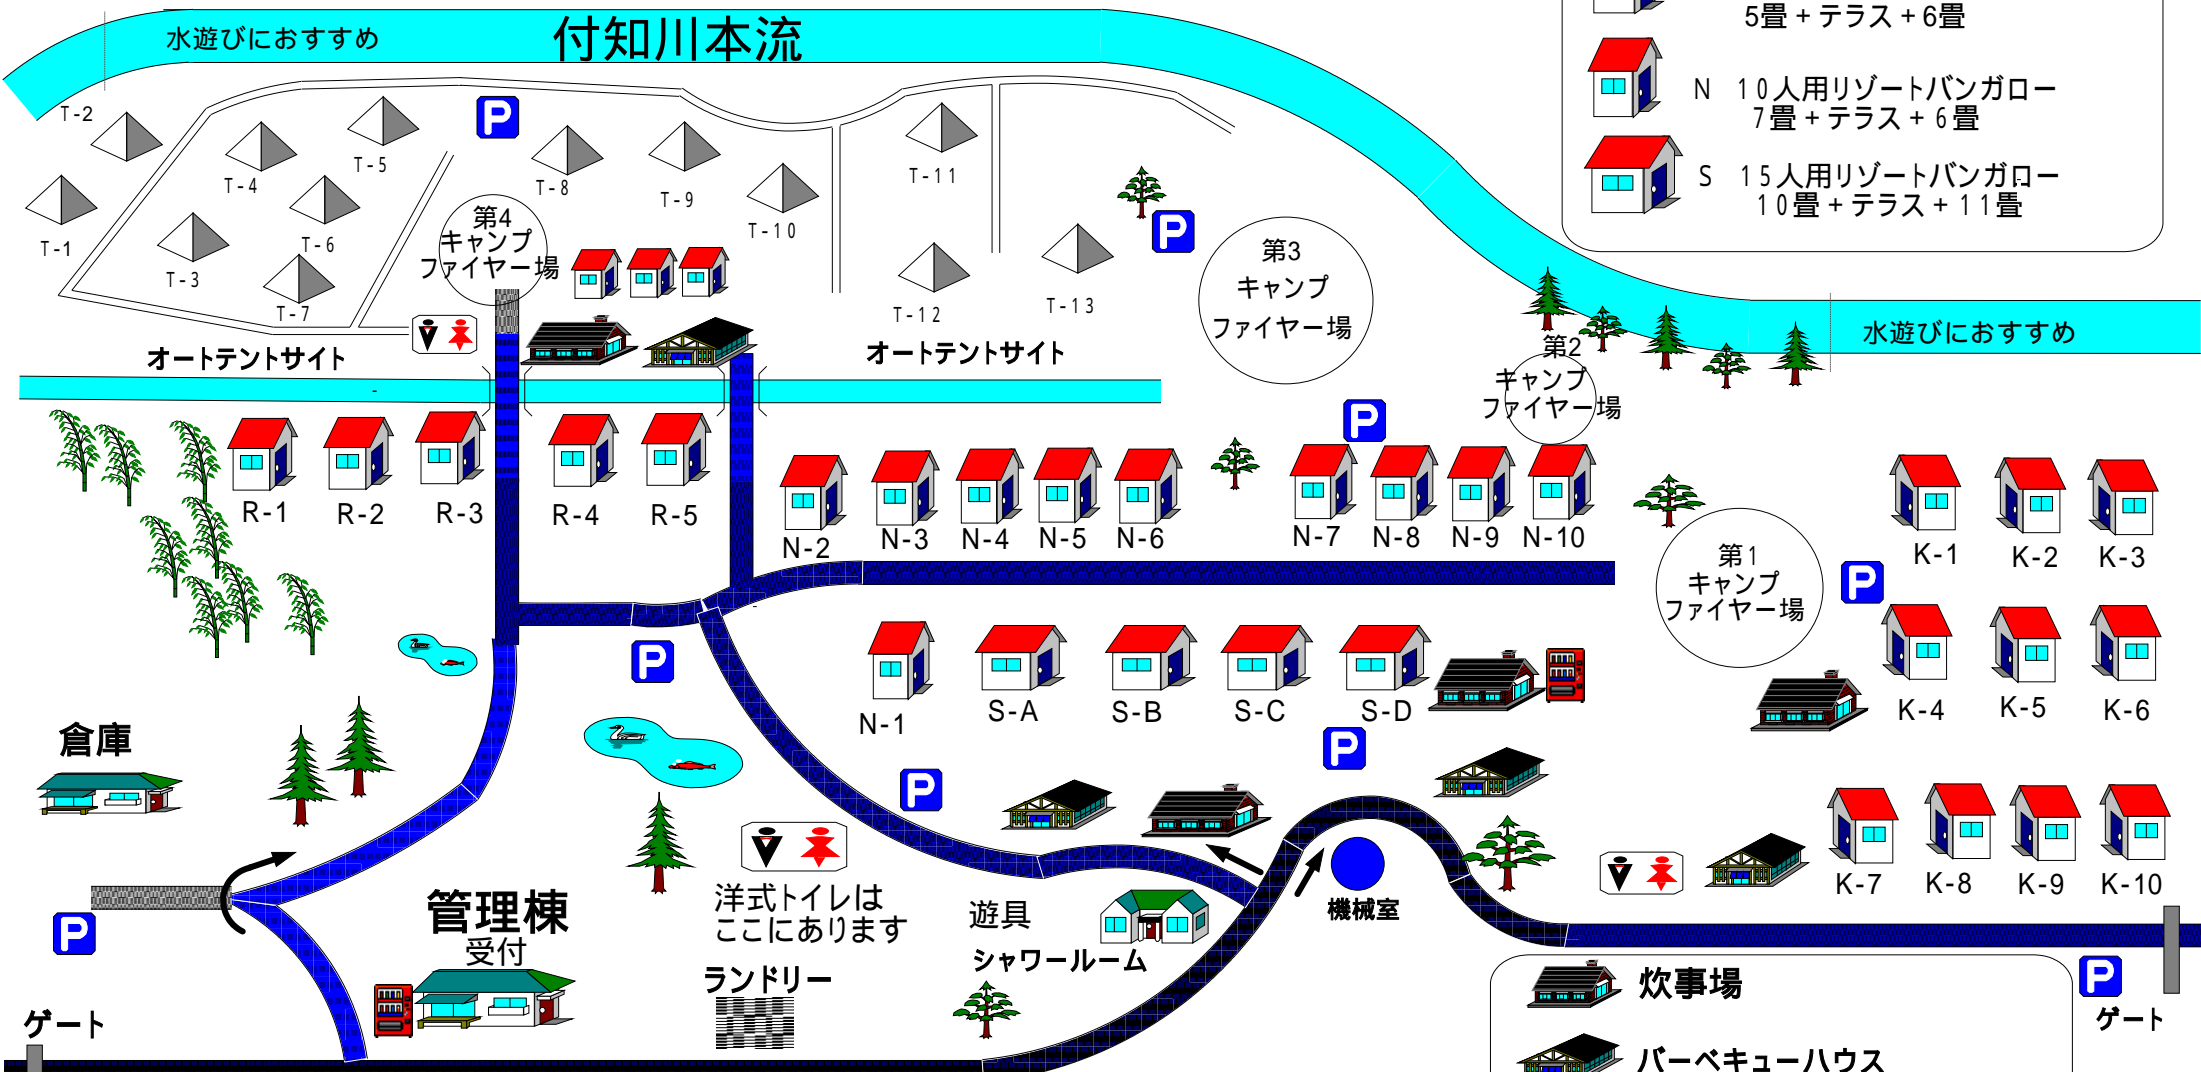 5畳+テラス+6畳
水遊びにおすすめ
付知川本流
N 10人用リゾートバンガロー
7畳+テラス+6畳
S 15人用リゾートバンガロー
10畳+テラス+11畳
T-2
T-5
T-4
T-8
T-9
T-11
T-1
T-3
T-6
T-7
T-10
T-12
T-13
P
P
第4
キャンプ
ファイヤー場
第3
キャンプ
ファイヤー場
第2
キャンプ
ファイヤー場
水遊びにおすすめ
オートテントサイト
オートテントサイト
P
R-1
R-2
R-3
R-4
R-5
N-2
N-3
N-4
N-5
N-6
N-7
N-8
N-9
N-10
K-1
K-2
K-3
第1
キャンプ
ファイヤー場
P
P
N-1
S-A
S-B
S-C
S-D
K-4
K-5
K-6
倉庫
P
P
K-7
K-8
K-9
K-10
管理棟
受付
P
洋式トイレは
ここにあります
遊具
シャワールーム
機械室
ランドリー
ゲート
炊事場
バーベキューハウス
P
ゲート